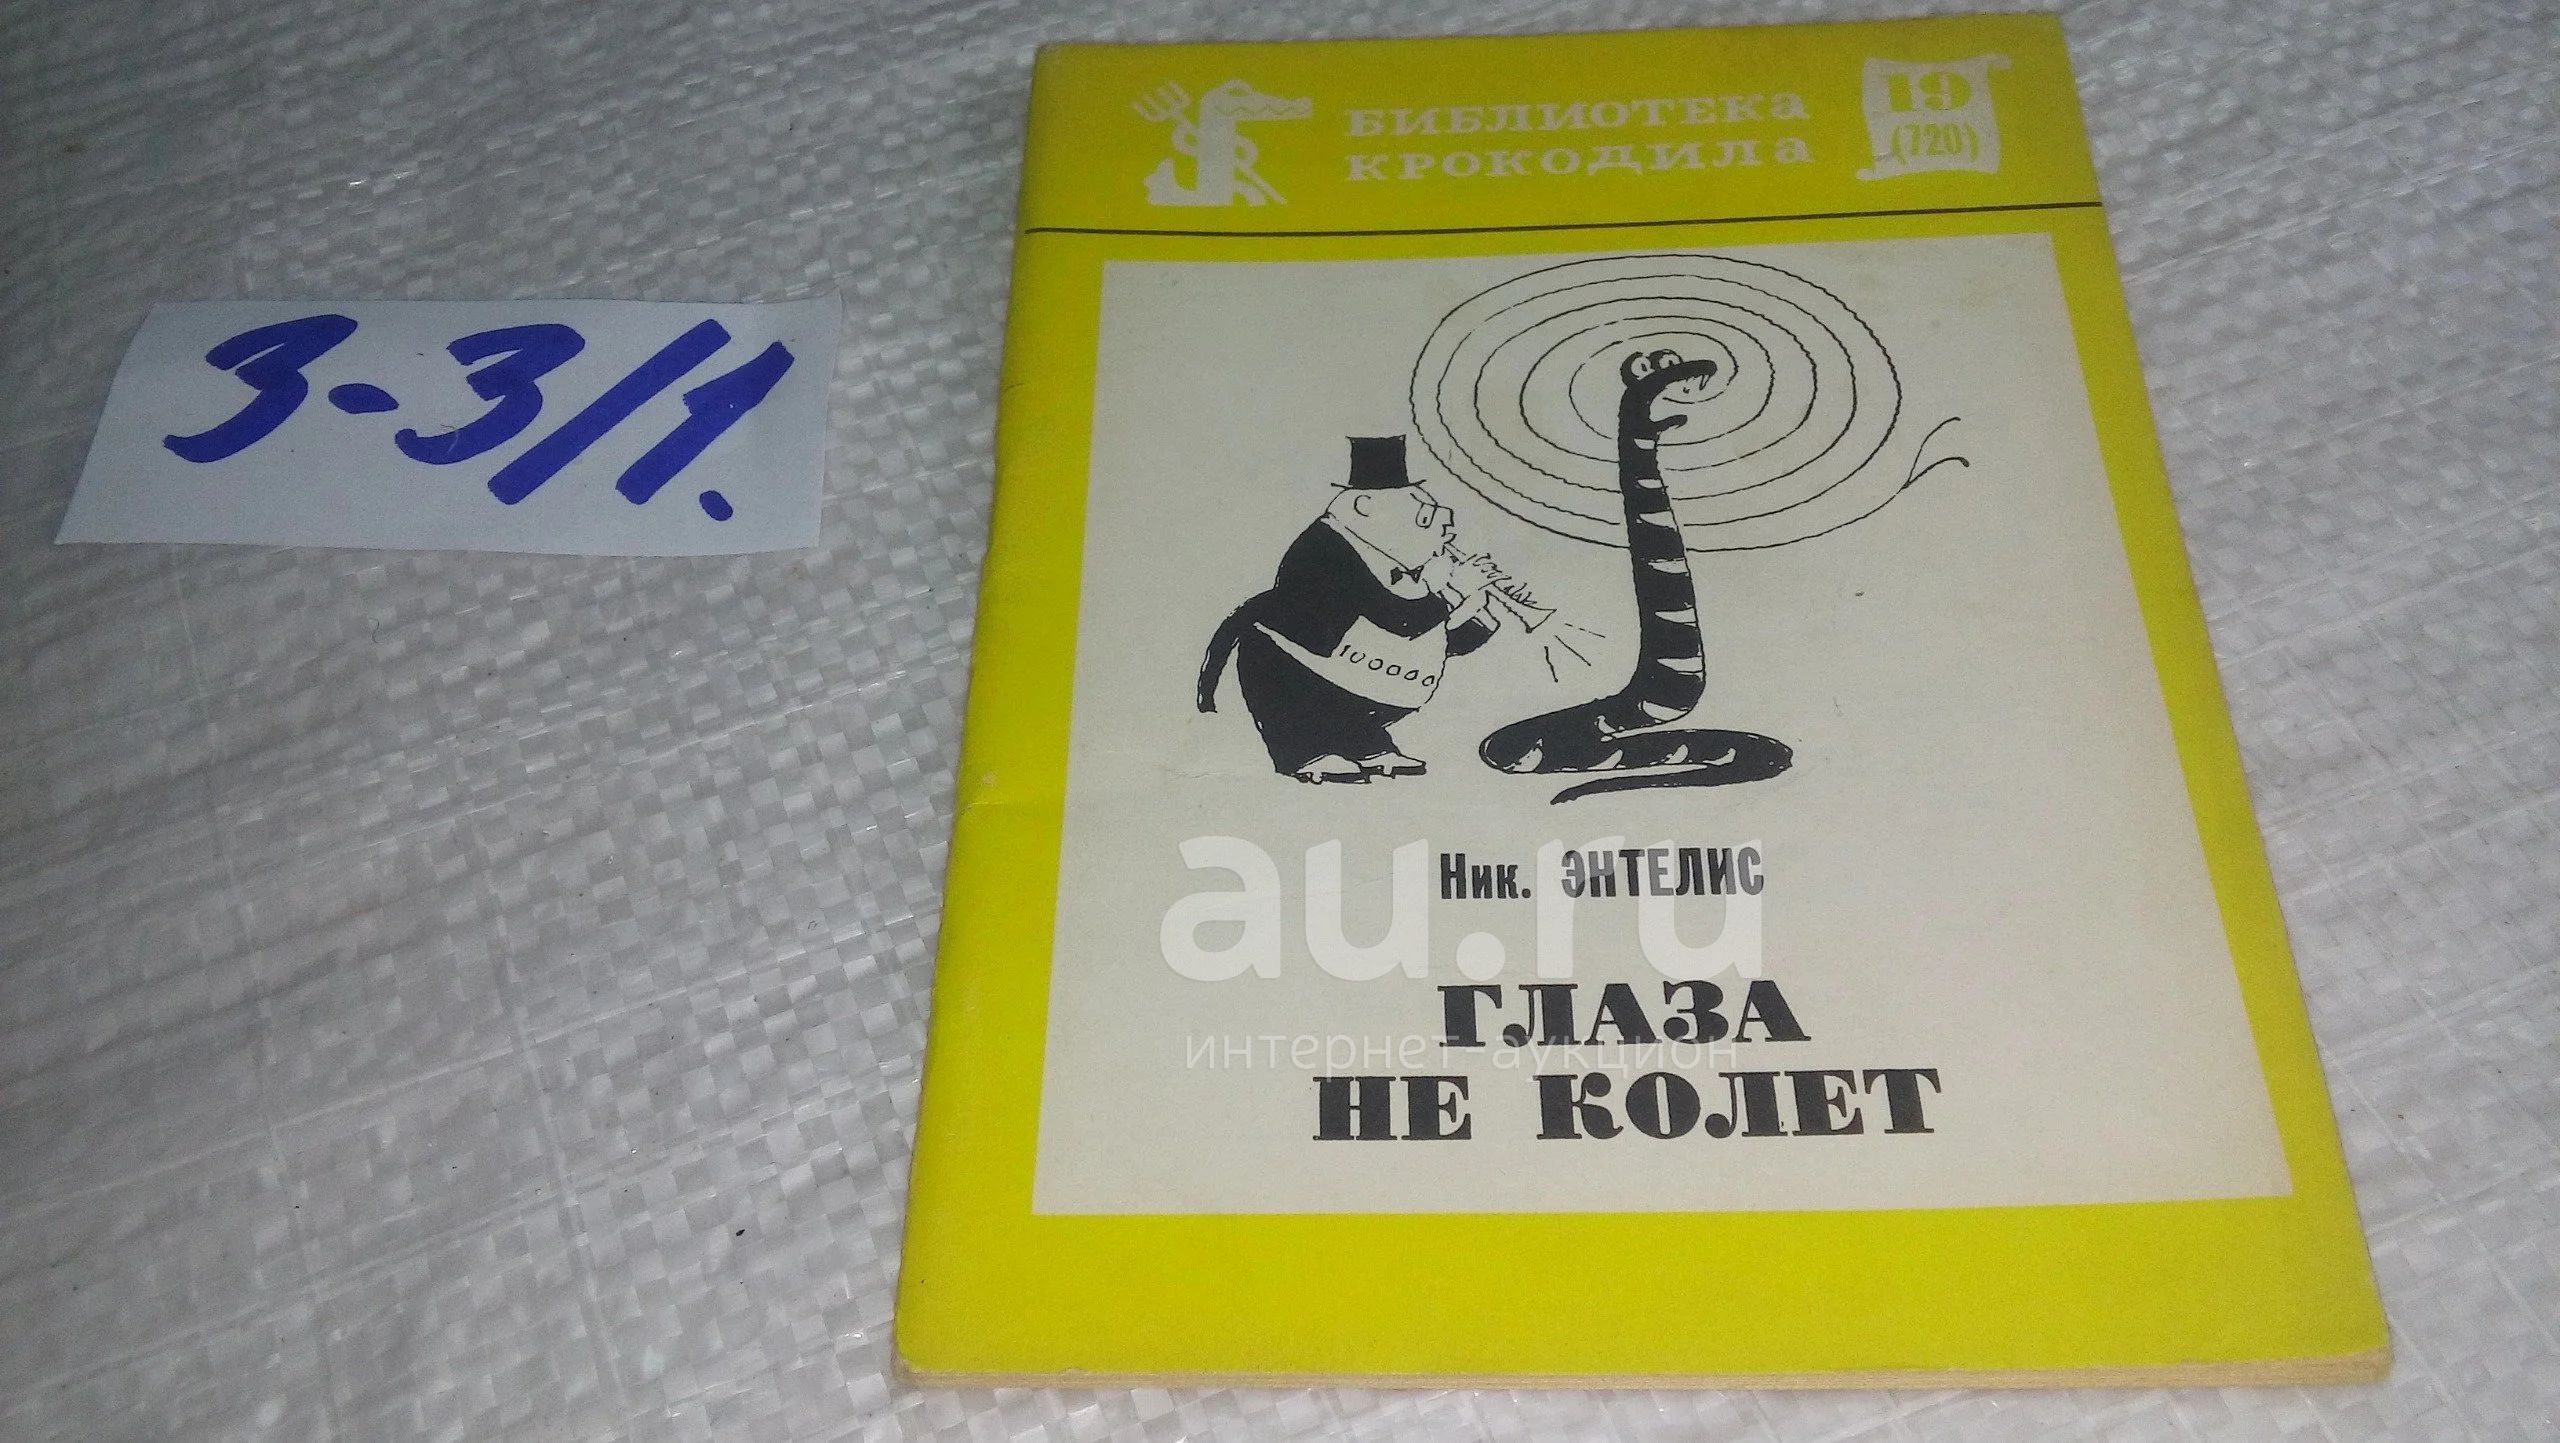 3-3/1.
БИБЛИОТЕКА
КРОКОДИЛА
19
(720)
100000
Ник. ЭНТЕЛИС
au.ru
ГЛАЗА
интернет-аукцион
НЕ КОЛЕТ